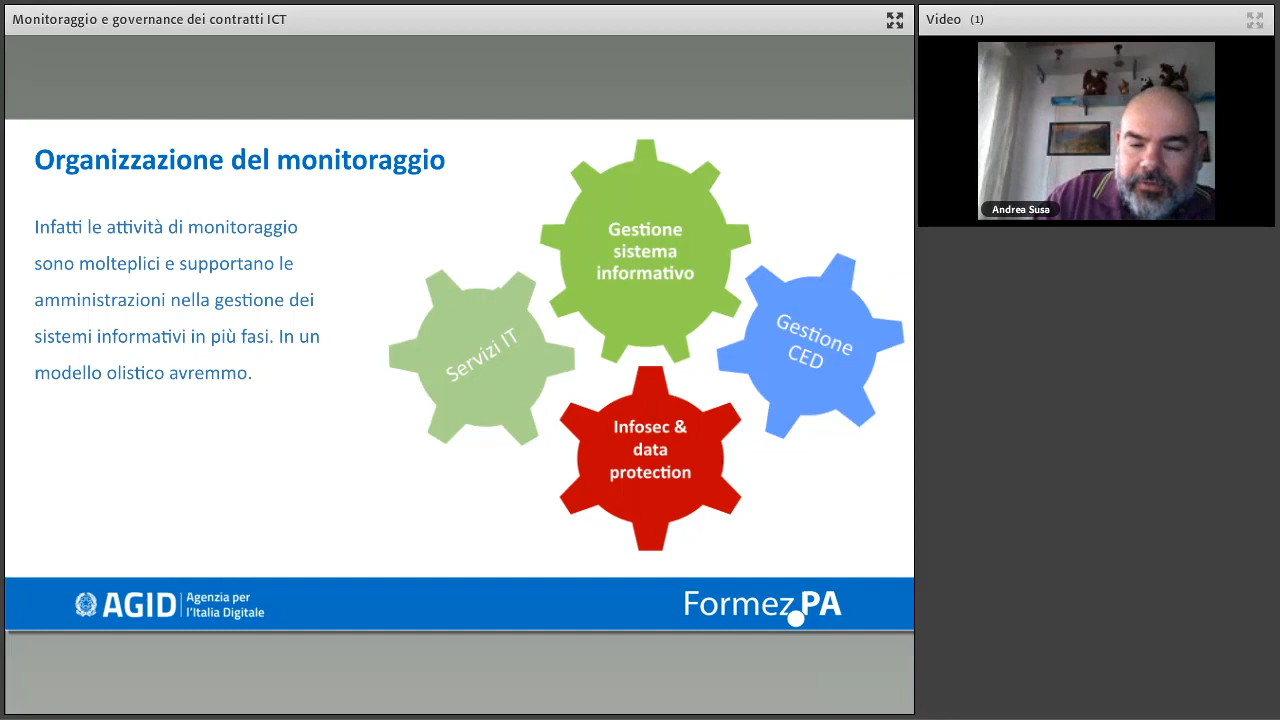 Monitoraggio e governance dei contratti ICT
Video (1)
Andrea Susa
Organizzazione del monitoraggio
Infatti le attività di monitoraggio
sono molteplici e supportano le
amministrazioni nella gestione dei
sistemi informativi in più fasi. In un
modello olistico avremmo.
Gestione
sistema
informativo
Servizi IT
Gestione
CED
Infosec &
data
protection
AGID
Agenzia per
l'Italia Digitale
Formez PA